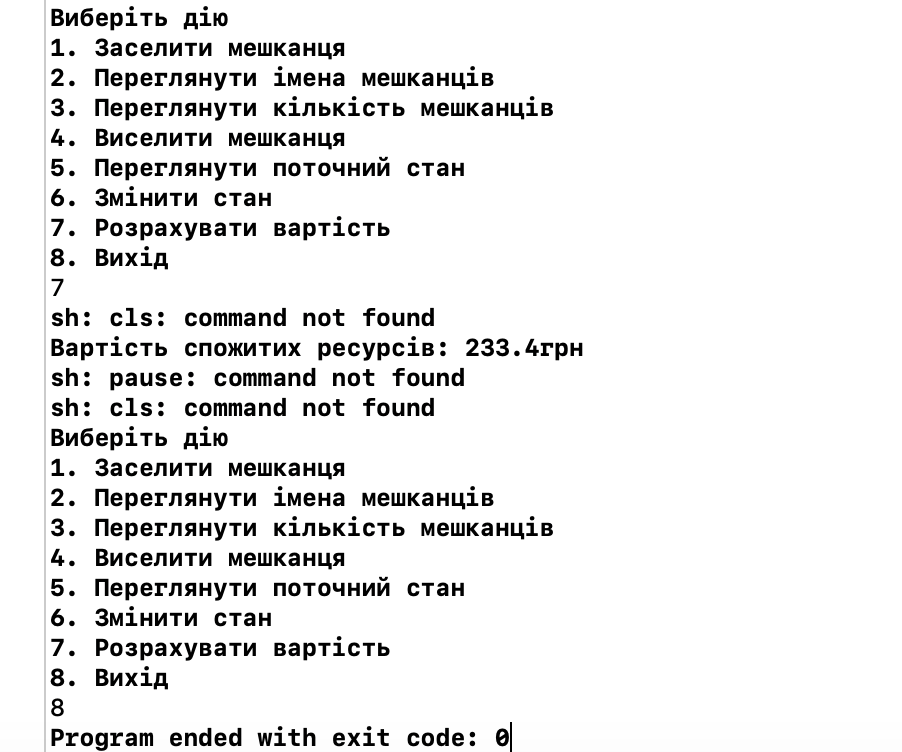 Виберіть дію
1. Заселити мешканця
2. Переглянути імена мешканців
3. Переглянути кількість мешканців
4. Виселити мешканця
5. Переглянути поточний стан
6. Змінити стан
7. Розрахувати вартість
8. Вихід
7
sh: cls: command not found
Вартість спожитих ресурсів: 233.4грн
sh: pause: command not found
sh: cls: command not found
Виберіть дію
1. Заселити мешканця
2. Переглянути імена мешканців
3. Переглянути кількість мешканців
4. Виселити мешканця
5. Переглянути поточний стан
6. Змінити стан
7. Розрахувати вартість
8. Вихід
8
Program ended with exit code: 0